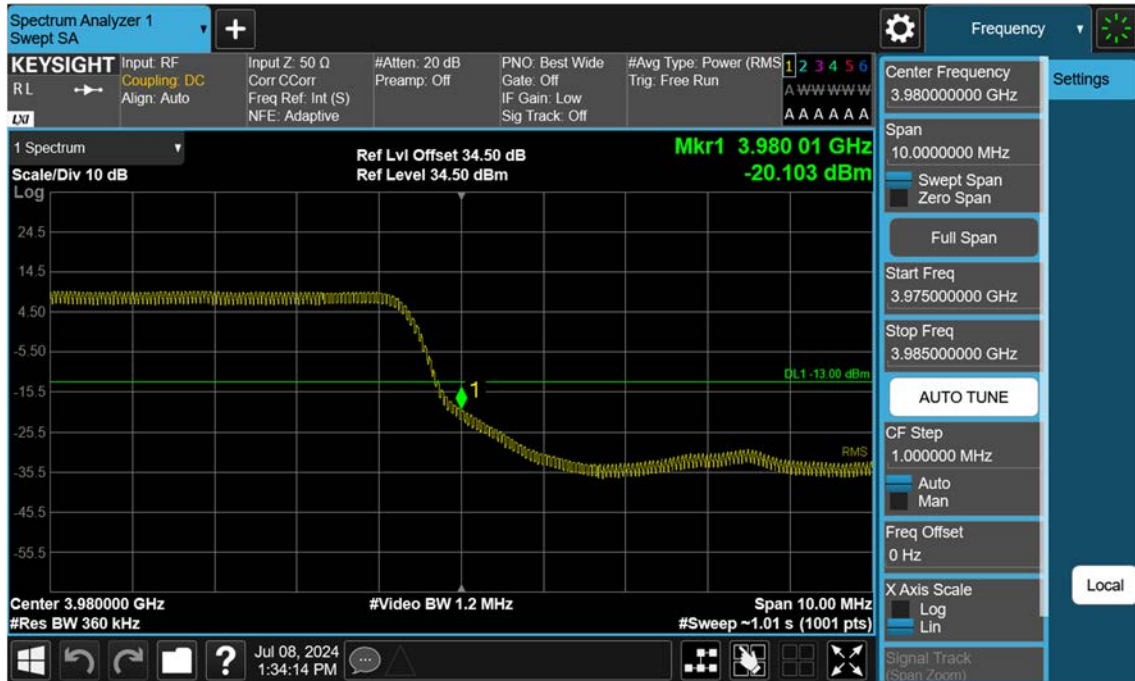 Spectrum Analyzer 1
Swept SA
+
Frequency
KEYSIGHT
RL
LXI
Input: RF
Coupling: DC
Align: Auto
Input Z: 50 Ω
Corr CCorr
Freq Ref: Int (S)
NFE: Adaptive
#Atten: 20 dB
Preamp: Off
PNO: Best Wide
Gate: Off
IF Gain: Low
Sig Track: Off
#Avg Type: Power (RMS
Trig: Free Run
1 2 3 4 5 6
A W W W W W
A A A A A A
1 Spectrum
Scale/Div 10 dB
Log
Ref Lvl Offset 34.50 dB
Ref Level 34.50 dBm
Mkr1 3.980 01 GHz
-20.103 dBm
24.5
14.5
4.50
-5.50
-15.5
-25.5
-35.5
-45.5
-55.5
DL1 -13.00 dBm
1
RMS
Center 3.980000 GHz
#Res BW 360 kHz
#Video BW 1.2 MHz
Span 10.00 MHz
#Sweep ~1.01 s (1001 pts)
Center Frequency
3.980000000 GHz
Settings
Span
10.0000000 MHz
Swept Span
Zero Span
Full Span
Start Freq
3.975000000 GHz
Stop Freq
3.985000000 GHz
AUTO TUNE
CF Step
1.000000 MHz
Auto
Man
Freq Offset
0 Hz
X Axis Scale
Log
Lin
Local
Signal Track
(Span Zoom)
?
Jul 08, 2024
1:34:14 PM